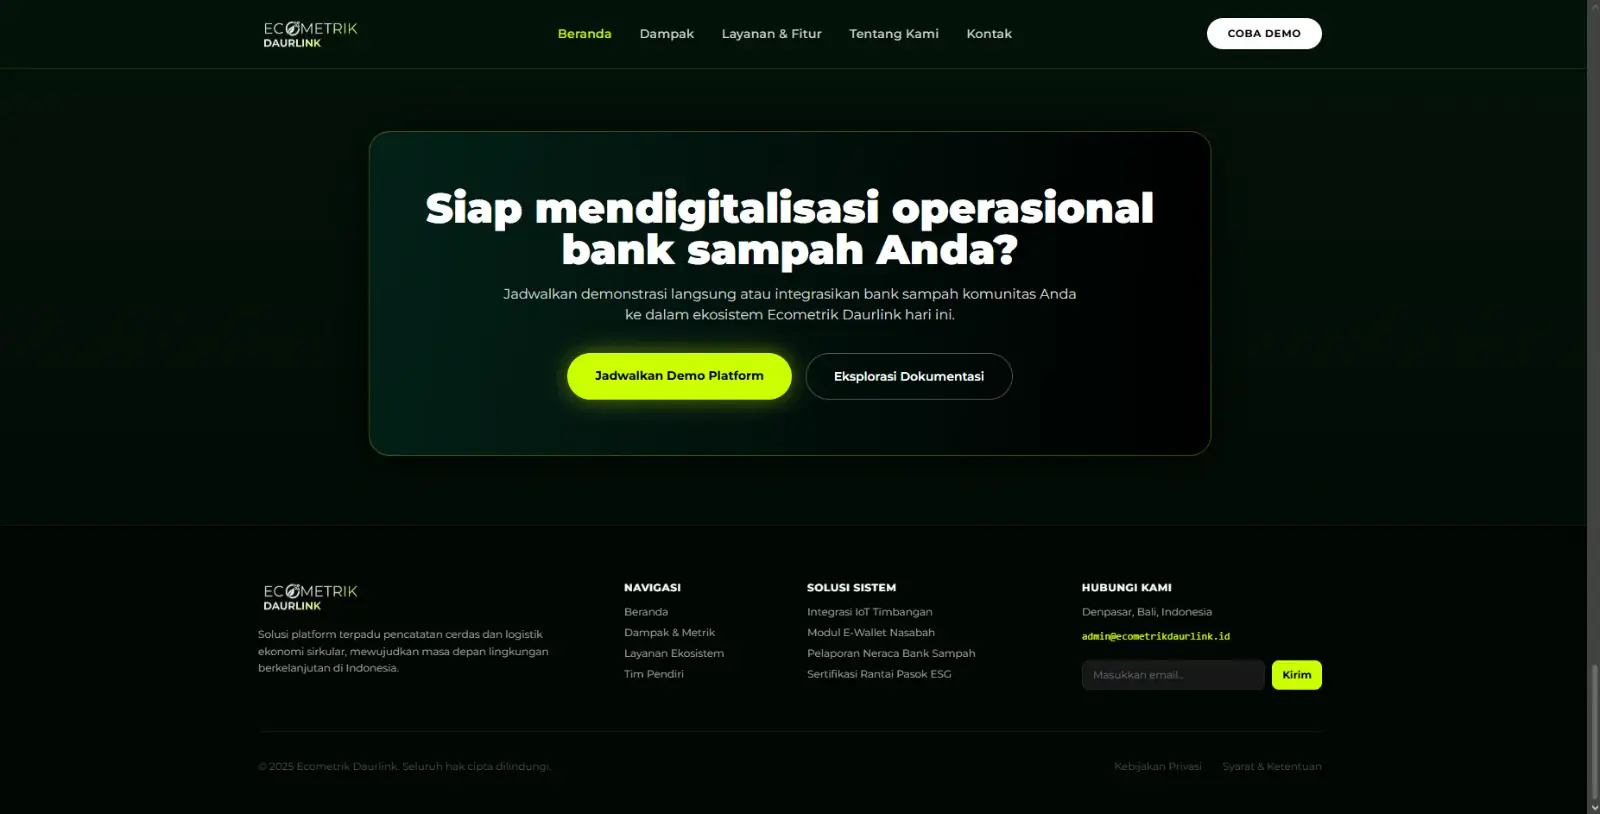 ECOMETRIK
DAURLINK
Beranda
Dampak
Layanan & Fitur
Tentang Kami
Kontak
COBA DEMO
Siap mendigitalisasi operasional
bank sampah Anda?
Jadwalkan demonstrasi langsung atau integrasikan bank sampah komunitas Anda
ke dalam ekosistem Ecometrik Daurlink hari ini.
Jadwalkan Demo Platform
Eksplorasi Dokumentasi
ECOMETRIK
DAURLINK
Solusi platform terpadu pencatatan cerdas dan logistik
ekonomi sirkular, mewujudkan masa depan lingkungan
berkelanjutan di Indonesia.
NAVIGASI
Beranda
Dampak & Metrik
Layanan Ekosistem
Tim Pendiri
SOLUSI SISTEM
Integrasi IoT Timbangan
Modul E-Wallet Nasabah
Pelaporan Neraca Bank Sampah
Sertifikasi Rantai Pasok ESG
HUBUNGI KAMI
Denpasar, Bali, Indonesia
admin@ecometrikdaurlink.id
Masukkan email...
Kirim
© 2025 Ecometrik Daurlink. Seluruh hak cipta dilindungi.
Kebijakan Privasi
Syarat & Ketentuan